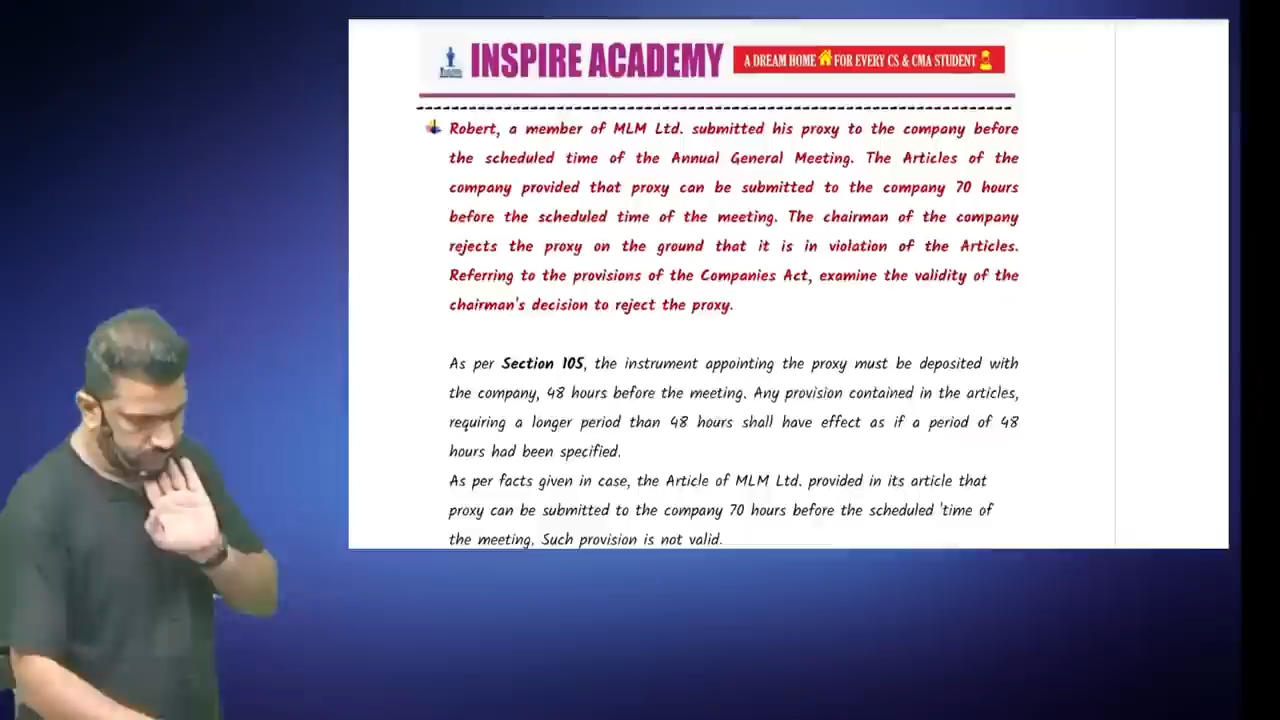 INSPIRE ACADEMY
A DREAM HOME FOR EVERY CS & CMA STUDENT
Robert, a member of MLM Ltd. submitted his proxy to the company before
the scheduled time of the Annual General Meeting. The Articles of the
company provided that proxy can be submitted to the company 70 hours
before the scheduled time of the meeting. The chairman of the company
rejects the proxy on the ground that it is in violation of the Articles.
Referring to the provisions of the Companies Act, examine the validity of the
chairman's decision to reject the proxy.
As per Section 105, the instrument appointing the proxy must be deposited with
the company, 48 hours before the meeting. Any provision contained in the articles,
requiring a longer period than 48 hours shall have effect as if a period of 48
hours had been specified.
As per facts given in case, the Article of MLM Ltd. provided in its article that
proxy can be submitted to the company 70 hours before the scheduled 'time of
the meeting. Such provision is not valid.